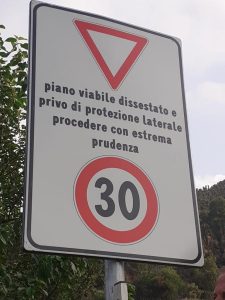 piano viabile dissestato e
privo di protezione laterale
procedere con estrema
prudenza
30